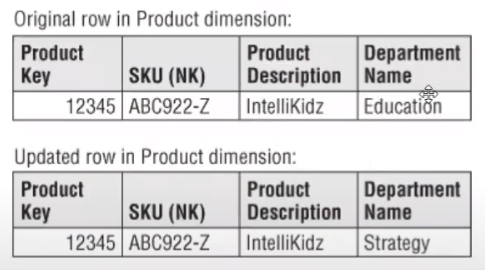 Original row in Product dimension:
Product Key SKU (NK) Product Description Department Name
12345 ABC922-Z IntelliKidz Education
Updated row in Product dimension:
Product Key SKU (NK) Product Description Department Name
12345 ABC922-Z IntelliKidz Strategy